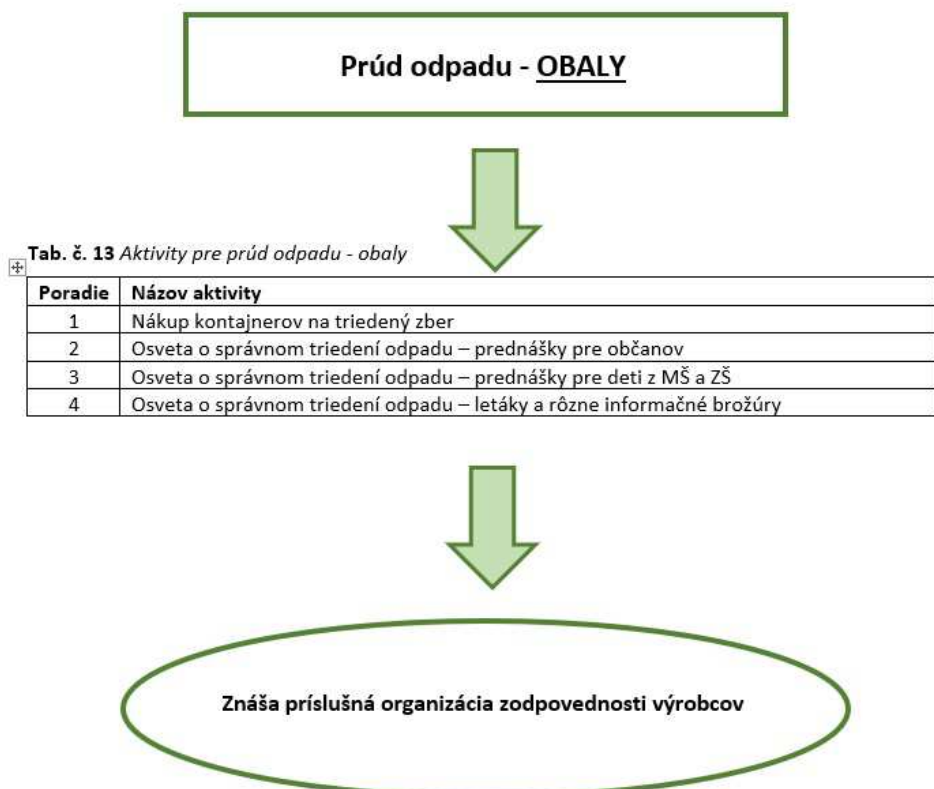 Prúd odpadu - OBALY
Tab. č. 13 Aktivity pre prúd odpadu - obaly
Poradie Názov aktivity
1 Nákup kontajnerov na triedený zber
2 Osveta o správnom triedení odpadu – prednášky pre občanov
3 Osveta o správnom triedení odpadu – prednášky pre deti z MŠ a ZŠ
4 Osveta o správnom triedení odpadu – letáky a rôzne informačné brožúry
Znáša príslušná organizácia zodpovednosti výrobcov